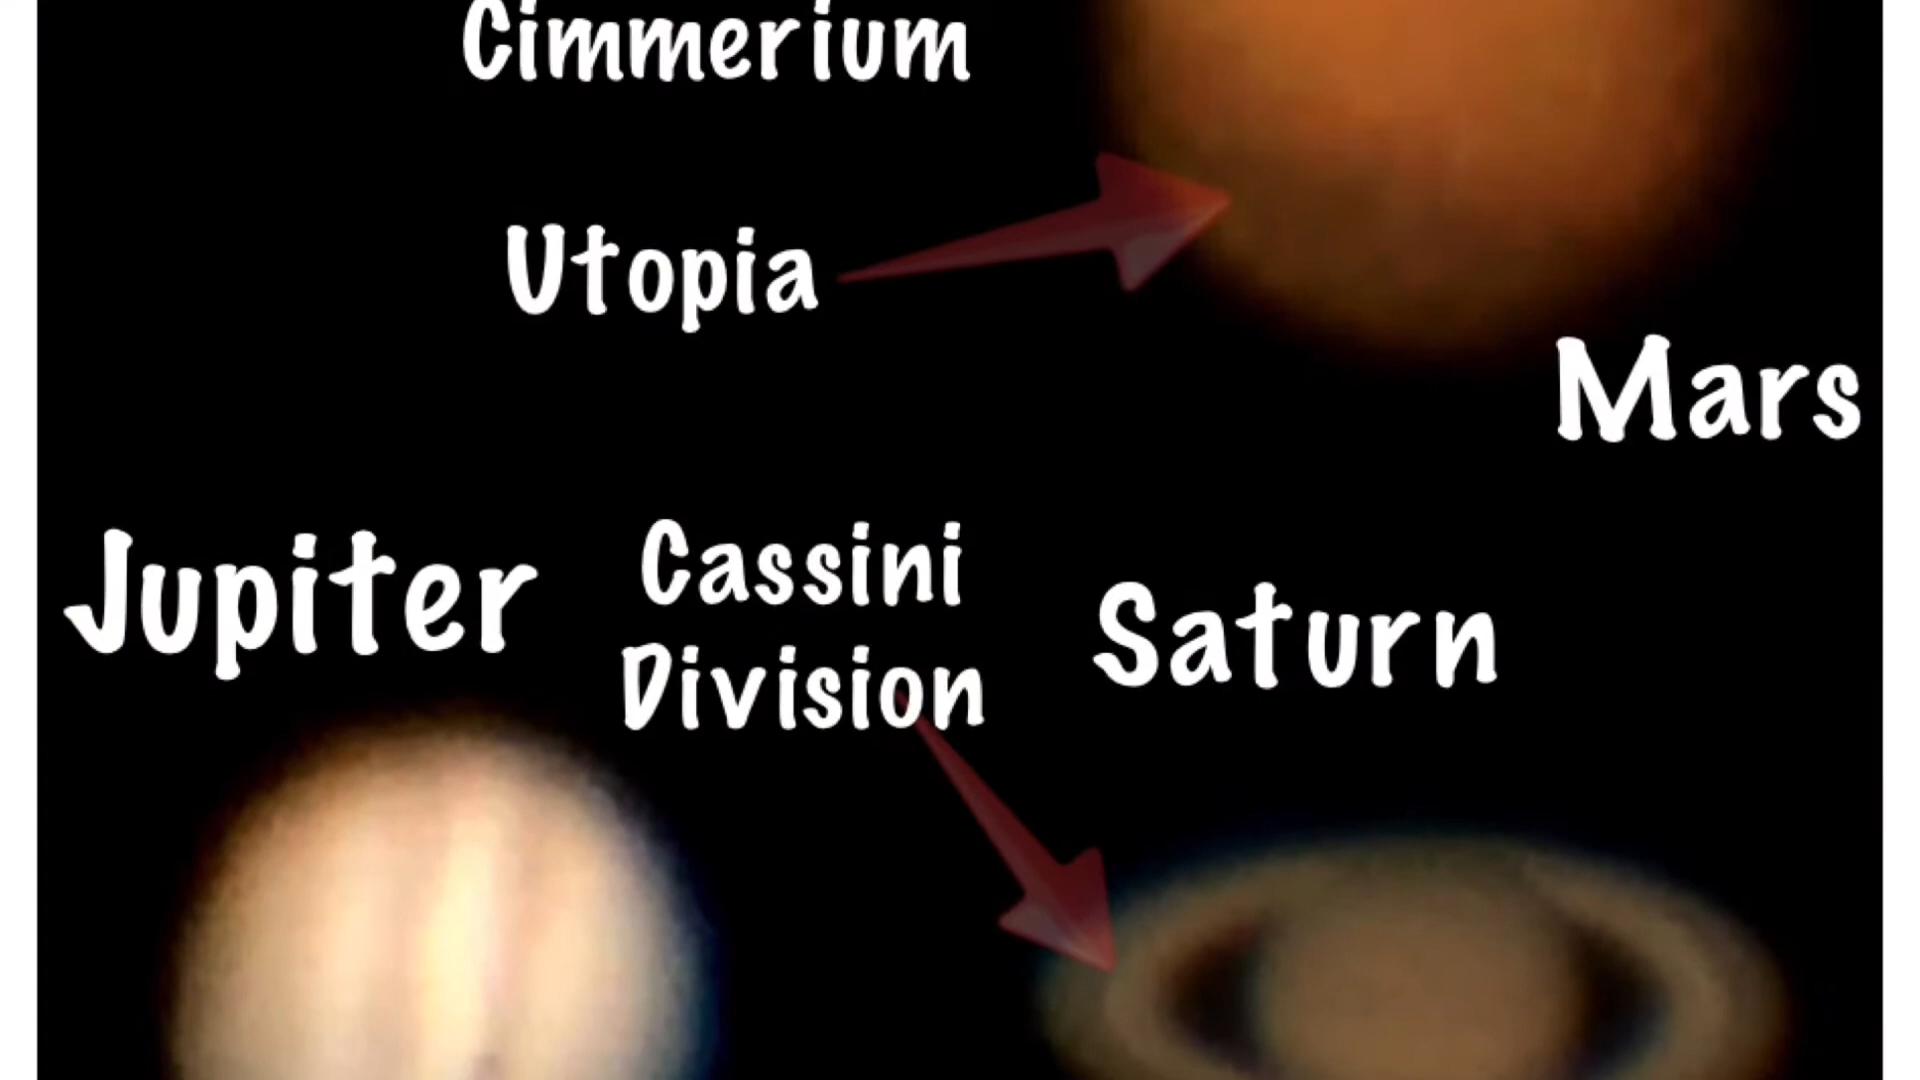 Cimmerium
Utopia
Mars
Jupiter
Cassini
Division
Saturn